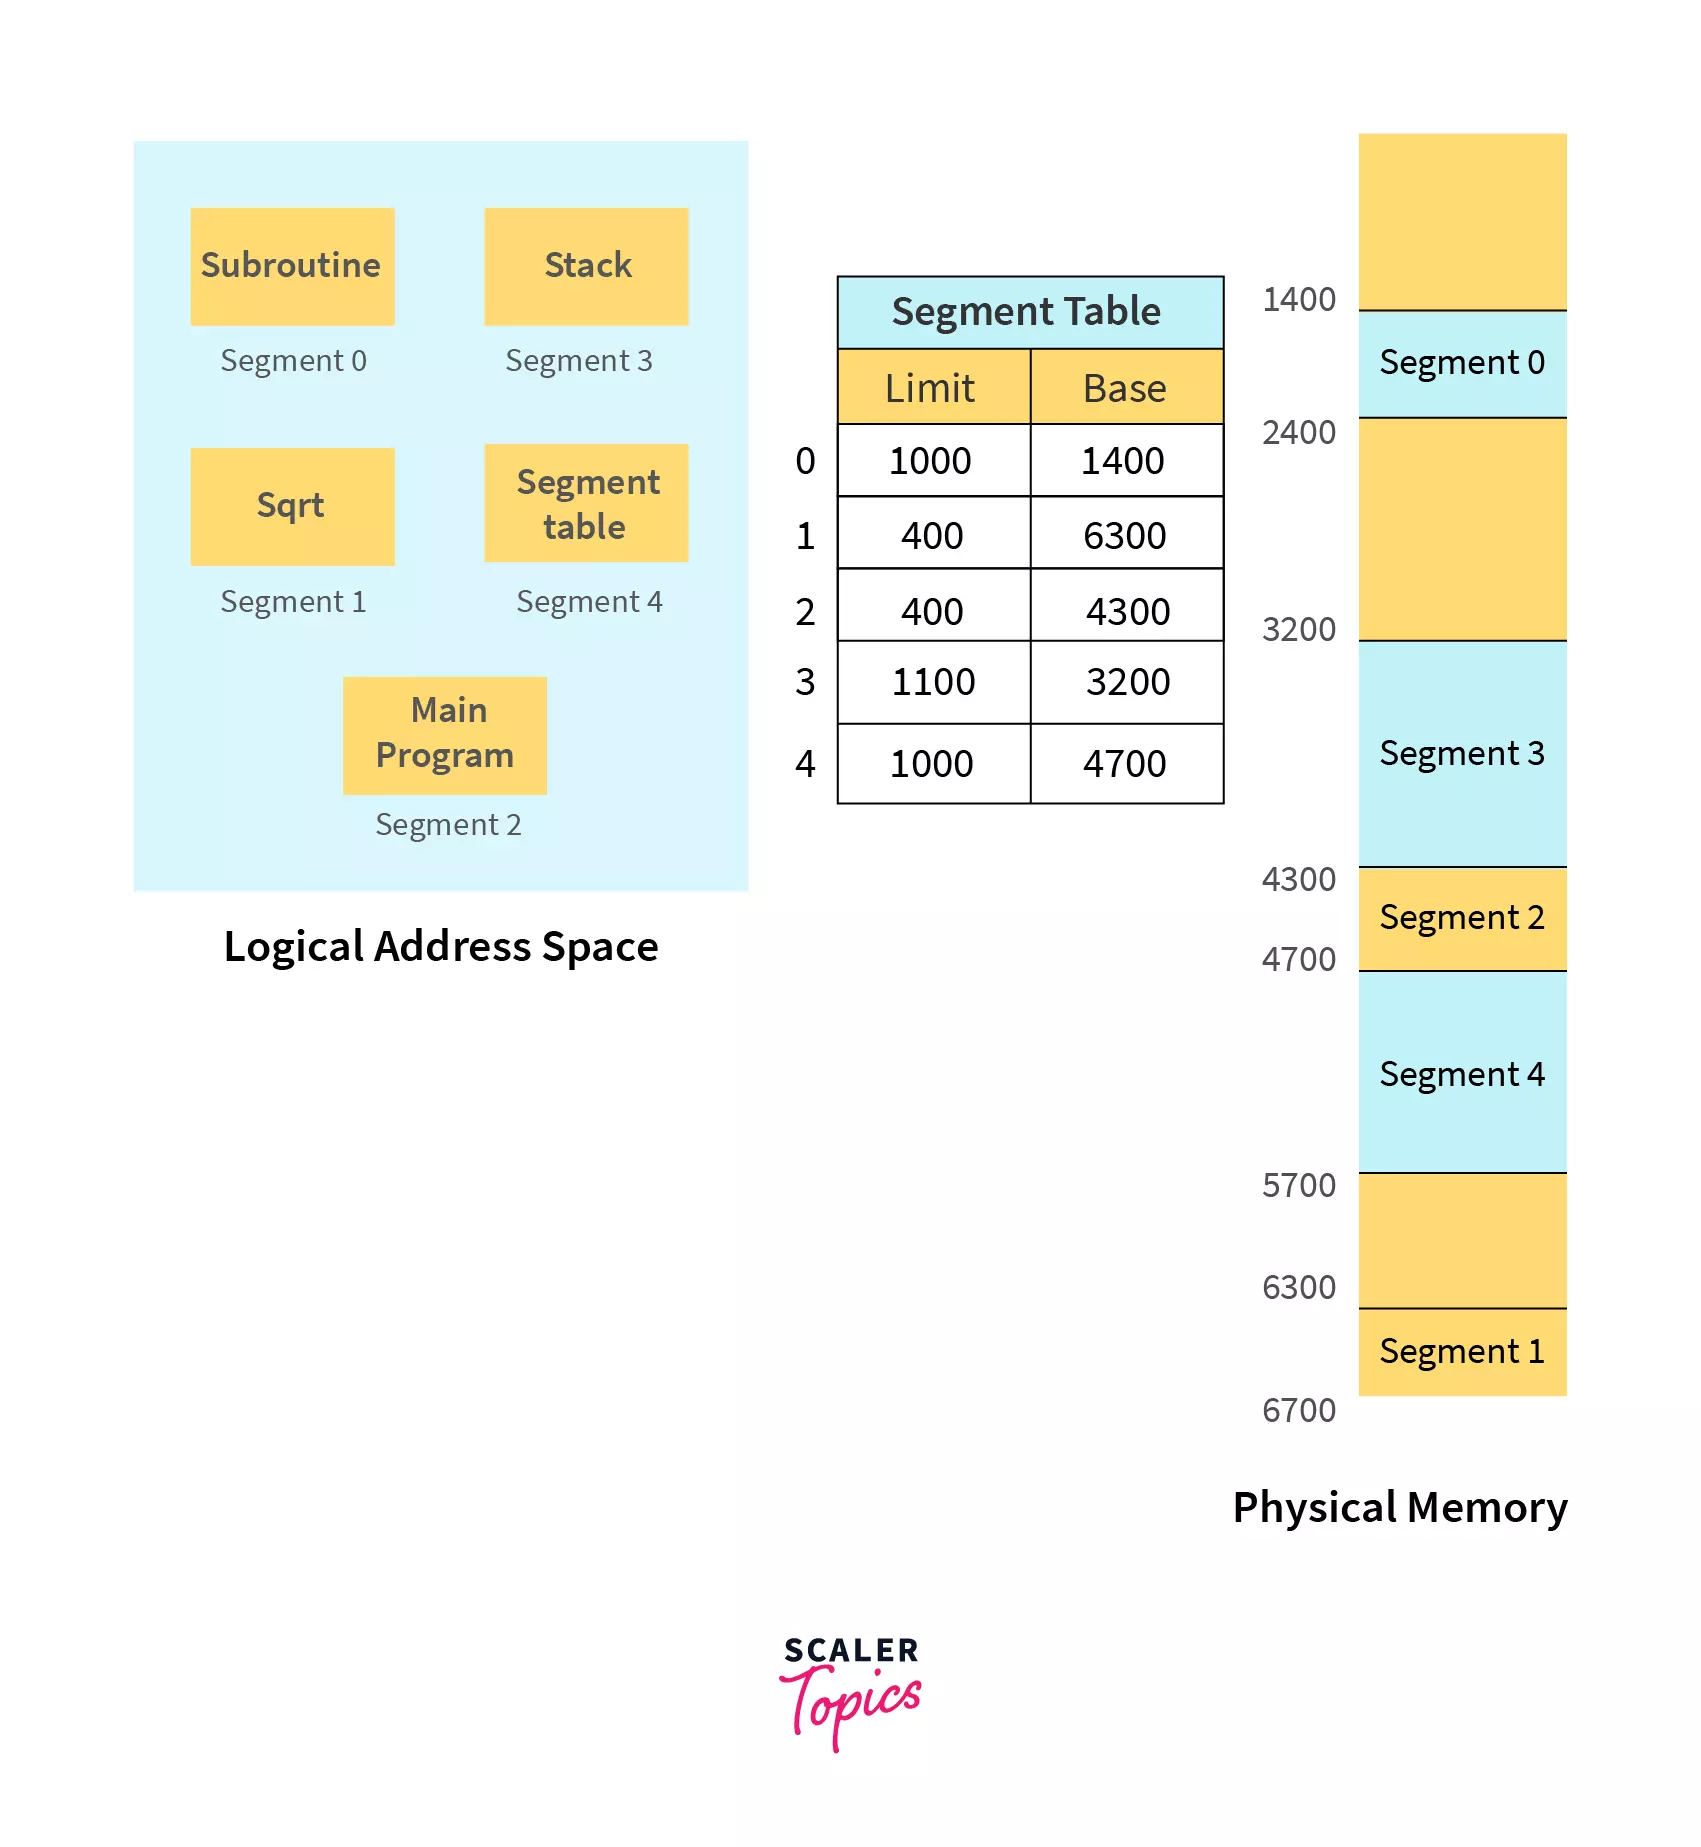 Subroutine
Segment 0
Stack
Segment 3
Sqrt
Segment 1
Segment
table
Segment 4
Main
Program
Segment 2
Logical Address Space
Segment Table
Limit Base
0 1000 1400
1 400 6300
2 400 4300
3 1100 3200
4 1000 4700
1400
Segment 0
2400
3200
Segment 3
4300
Segment 2
4700
Segment 4
5700
6300
Segment 1
6700
Physical Memory
SCALER
Topics